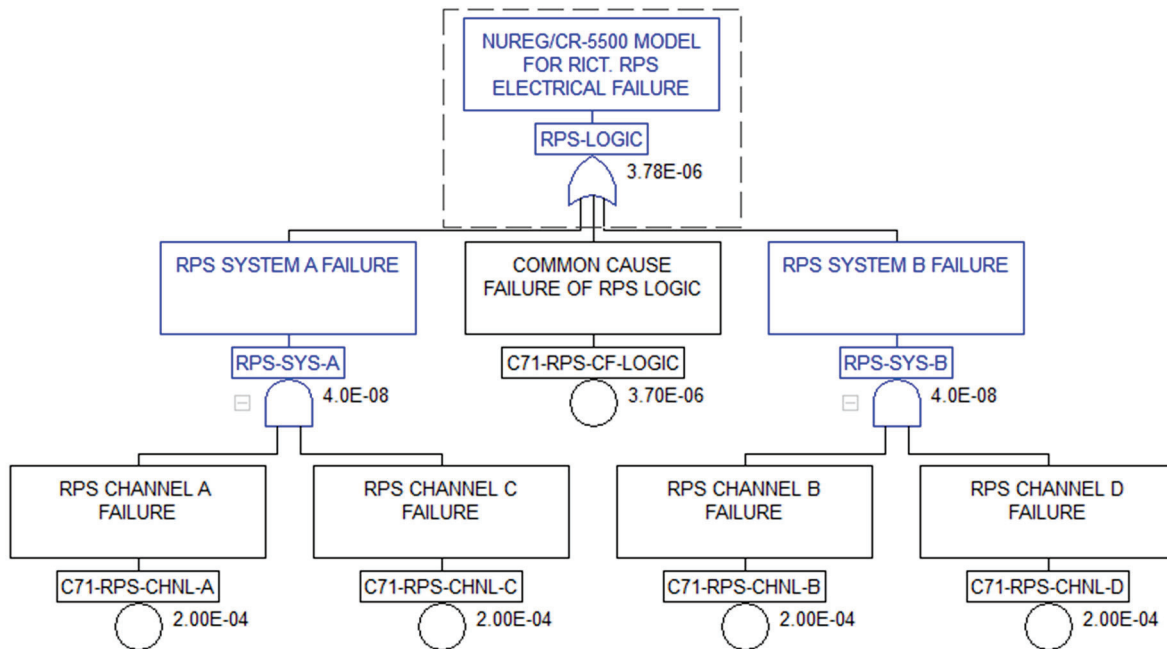 NUREG/CR-5500 MODEL
FOR RICT. RPS
ELECTRICAL FAILURE
RPS-LOGIC
3.78E-06
RPS SYSTEM A FAILURE
COMMON CAUSE
FAILURE OF RPS LOGIC
RPS SYSTEM B FAILURE
RPS-SYS-A
C71-RPS-CF-LOGIC
RPS-SYS-B
4.0E-08
3.70E-06
4.0E-08
RPS CHANNEL A
FAILURE
RPS CHANNEL C
FAILURE
RPS CHANNEL B
FAILURE
RPS CHANNEL D
FAILURE
C71-RPS-CHNL-A
C71-RPS-CHNL-C
C71-RPS-CHNL-B
C71-RPS-CHNL-D
2.00E-04
2.00E-04
2.00E-04
2.00E-04